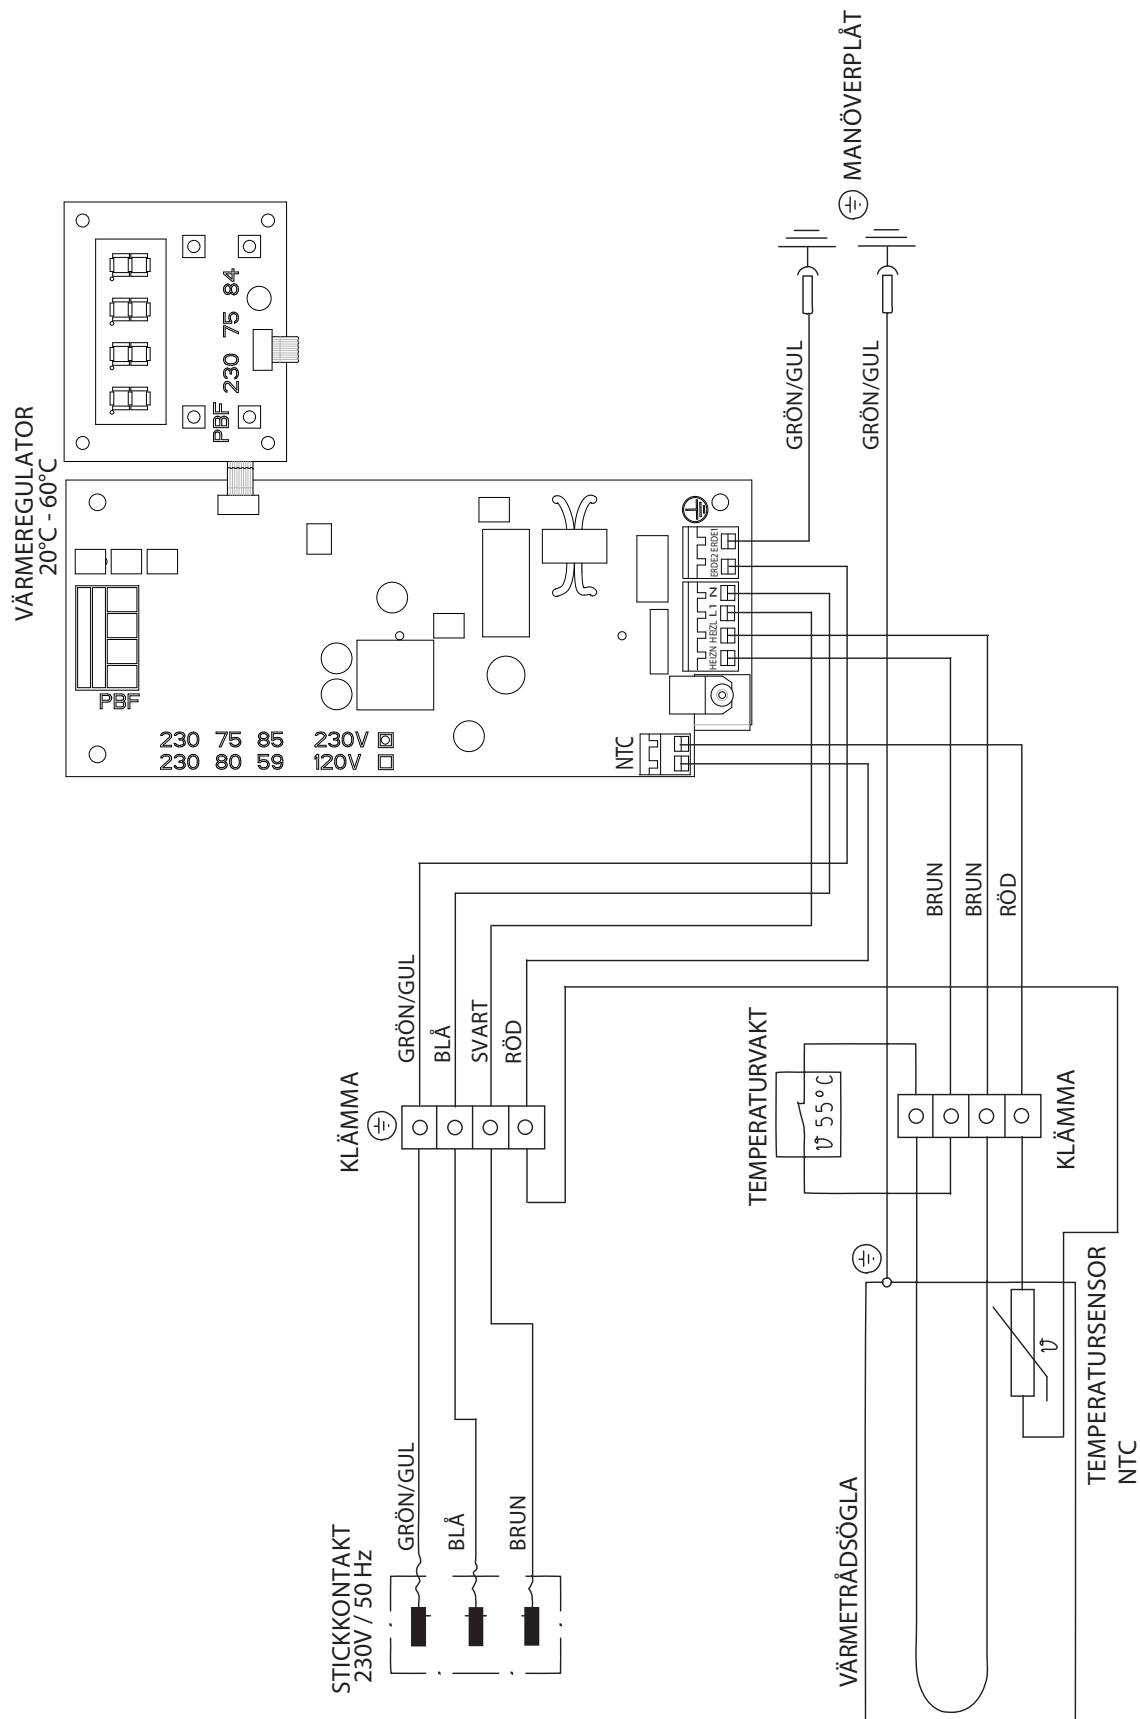 VÄRMEREGULATOR
20°C - 60°C
PBF
230 75 84
PBF
230 75 85 230V
230 80 59 120V
NTC
HEIZN
HEIZL
L1
N
ERDE2
ERDE1
MANÖVERPLÅT
GRÖN/GUL
GRÖN/GUL
KLÄMMA
GRÖN/GUL
BLÅ
SVART
RÖD
BRUN
BRUN
RÖD
TEMPERATURVAKT
ϑ 55°C
KLÄMMA
STICKKONTAKT
230V / 50 Hz
GRÖN/GUL
BLÅ
BRUN
VÄRMETRÅDSÖGLA
ϑ
TEMPERATURSENSOR
NTC